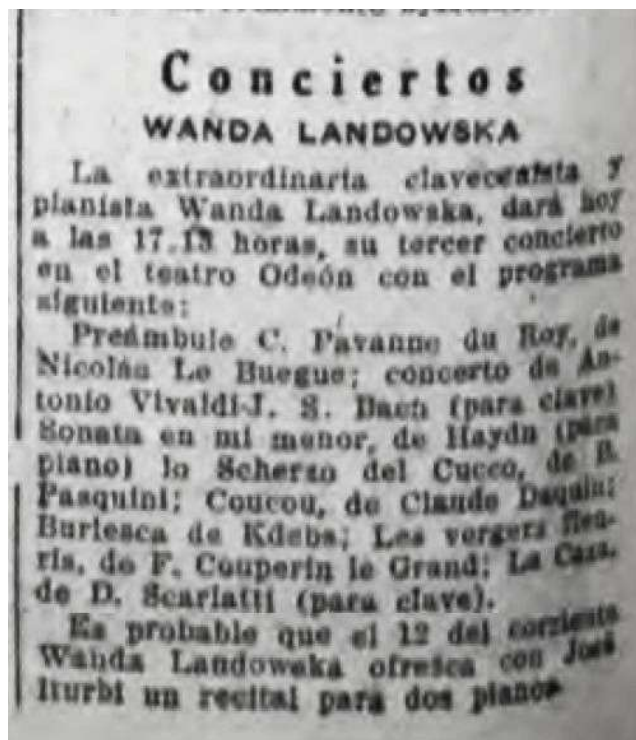 Conciertos
WANDA LANDOWSKA
La extraordinaria clavecenista y
pianista Wanda Landowska, dará hoy
a las 17.15 horas, su tercer concierto
en el teatro Odeón con el programa
siguiente:
Preámbule C. Pavanne du Roy, de
Nicolás Le Buegue; concerto de An-
tonio Vivaldi-J. S. Bach (para clave)
Sonata en mi menor, de Haydn (para
piano) lo Scherzo del Cucco, de B.
Pasquini; Coucou, de Claude Daquin;
Burlesca de Kdebs; Les vergers fleu-
ris, de F. Couperin le Grand; La Caza,
de D. Scarlatti (para clave).
Es probable que el 12 del corriente
Wanda Landowska ofresca con José
Iturbi un recital para dos pianos